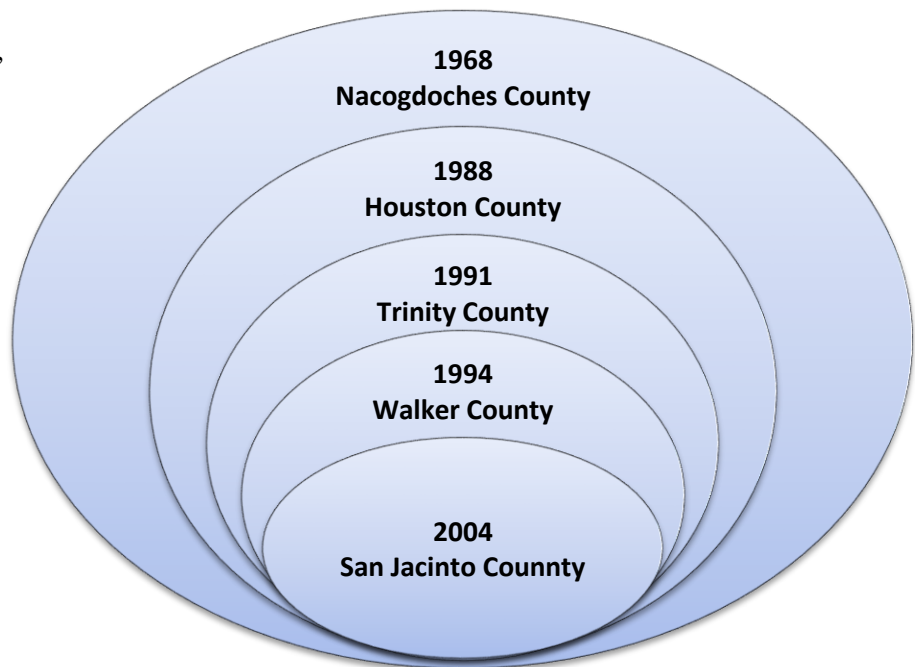 ,
1968
Nacogdoches County
1988
Houston County
1991
Trinity County
1994
Walker County
2004
San Jacinto Counnty